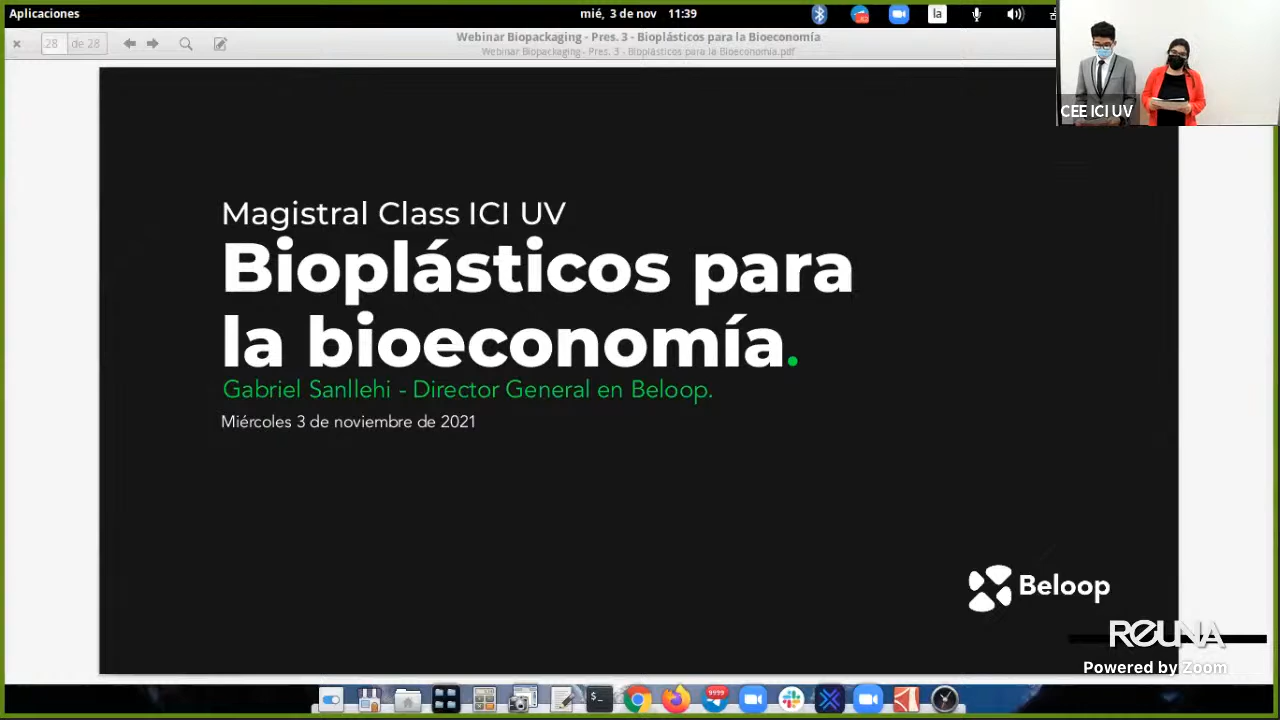 Aplicaciones
mié, 3 de nov 11:39
la
28 de 28
Webinar Biopackaging - Pres. 3 - Bioplásticos para la Bioeconomía
Webinar Biopackaging - Pres. 3 - Bioplásticos para la Bioeconomía.pdf
CEE ICI UV
Magistral Class ICI UV
Bioplásticos para
la bioeconomía.
Gabriel Sanllehi - Director General en Beloop.
Miércoles 3 de noviembre de 2021
Beloop
REUNA
Powered by Zoom
9999